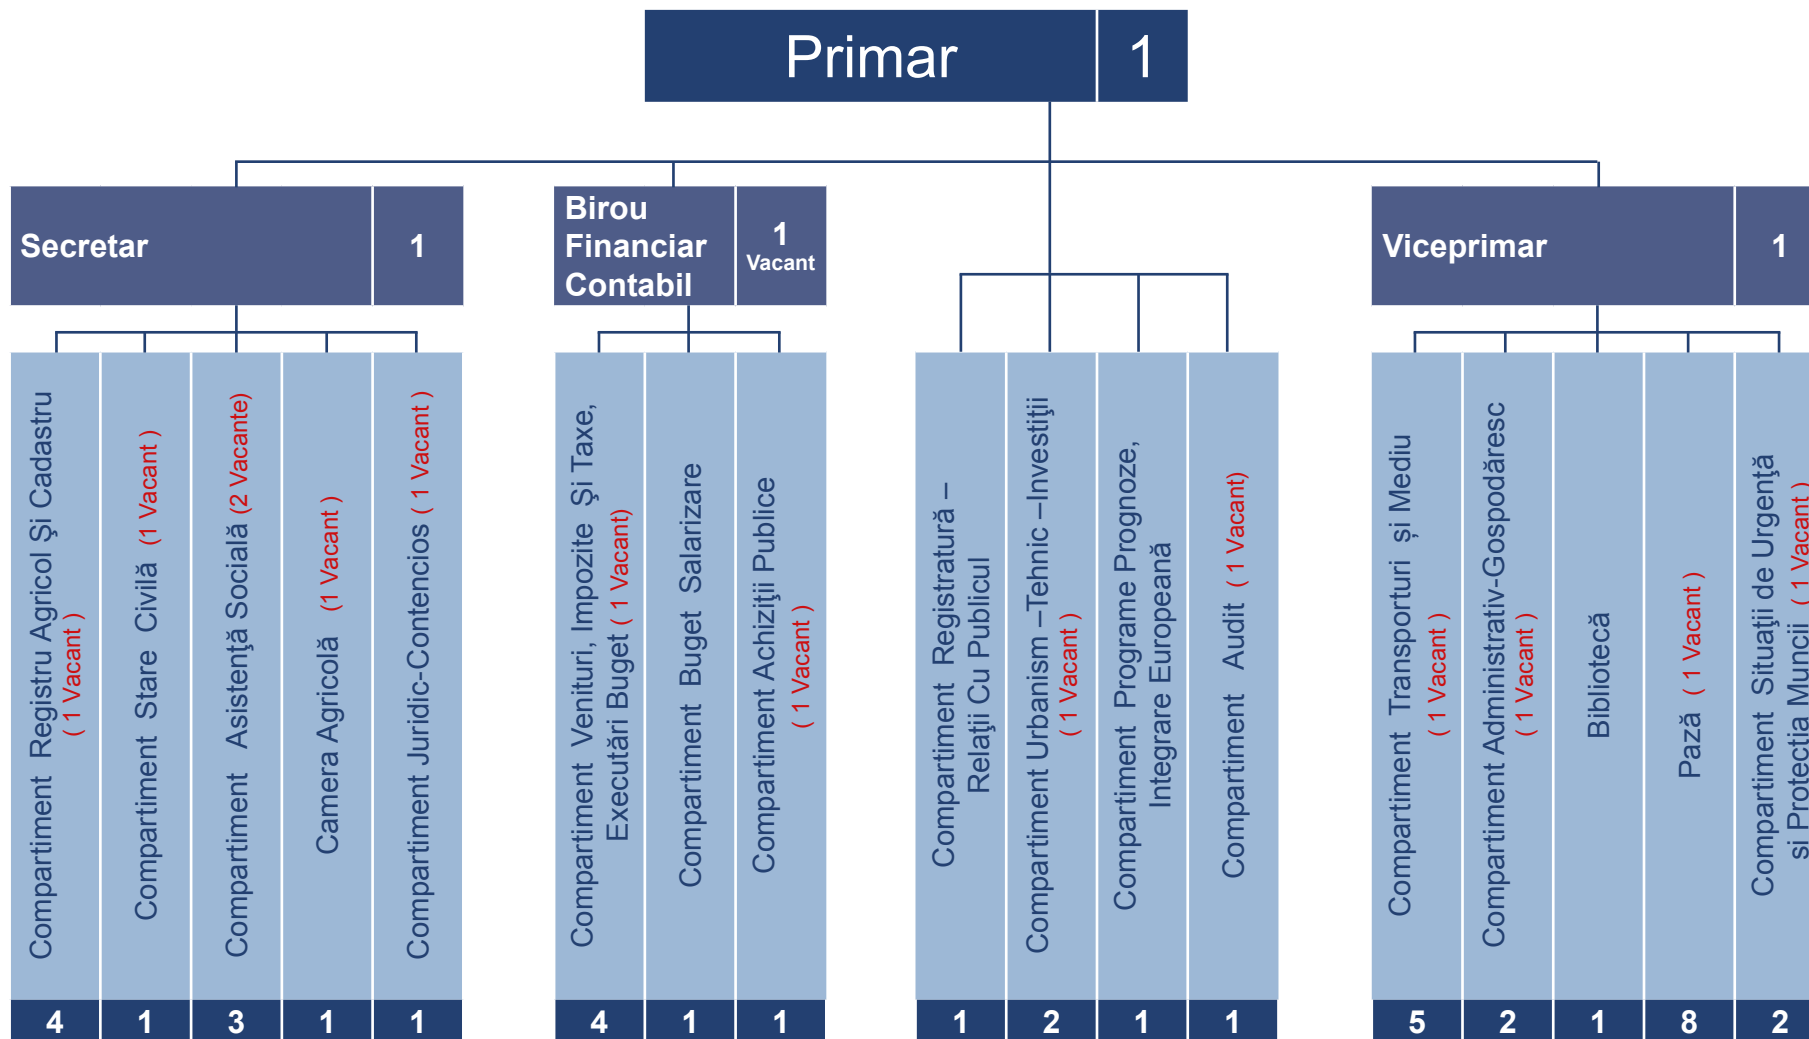 Primar 1
Secretar 1
Birou
Financiar
Contabil
1
Vacant
Viceprimar 1
Compartiment Registru Agricol Şi Cadastru
( 1 Vacant )
Compartiment Stare Civilă (1 Vacant )
Compartiment Asistenţă Socială (2 Vacante)
Camera Agricolă (1 Vacant )
Compartiment Juridic-Contencios ( 1 Vacant )
Compartiment Venituri, Impozite Şi Taxe,
Executări Buget ( 1 Vacant)
Compartiment Buget Salarizare
Compartiment Achiziţii Publice
( 1 Vacant )
Compartiment Registratură –
Relaţii Cu Publicul
Compartiment Urbanism –Tehnic –Investiţii
( 1 Vacant )
Compartiment Programe Prognoze,
Integrare Europeană
Compartiment Audit ( 1 Vacant)
Compartiment Transporturi și Mediu
( 1 Vacant )
Compartiment Administrativ-Gospodăresc
( 1 Vacant )
Bibliotecă
Pază ( 1 Vacant )
Compartiment Situaţii de Urgenţă
si Protectia Muncii ( 1 Vacant )
4 1 3 1 1 4 1 1 1 2 1 1 5 2 1 8 2